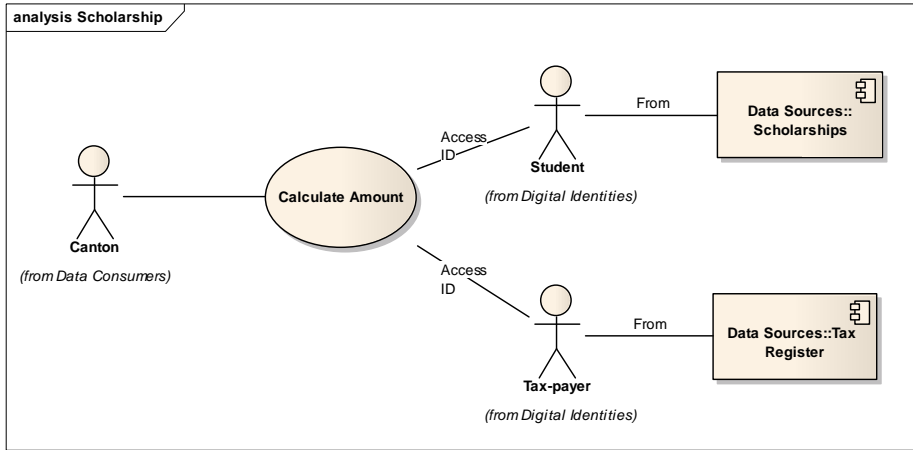 analysis Scholarship
Canton
(from Data Consumers)
Calculate Amount
Access
ID
Student
(from Digital Identities)
From
Data Sources::
Scholarships
Access
ID
Tax-payer
(from Digital Identities)
From
Data Sources::Tax
Register